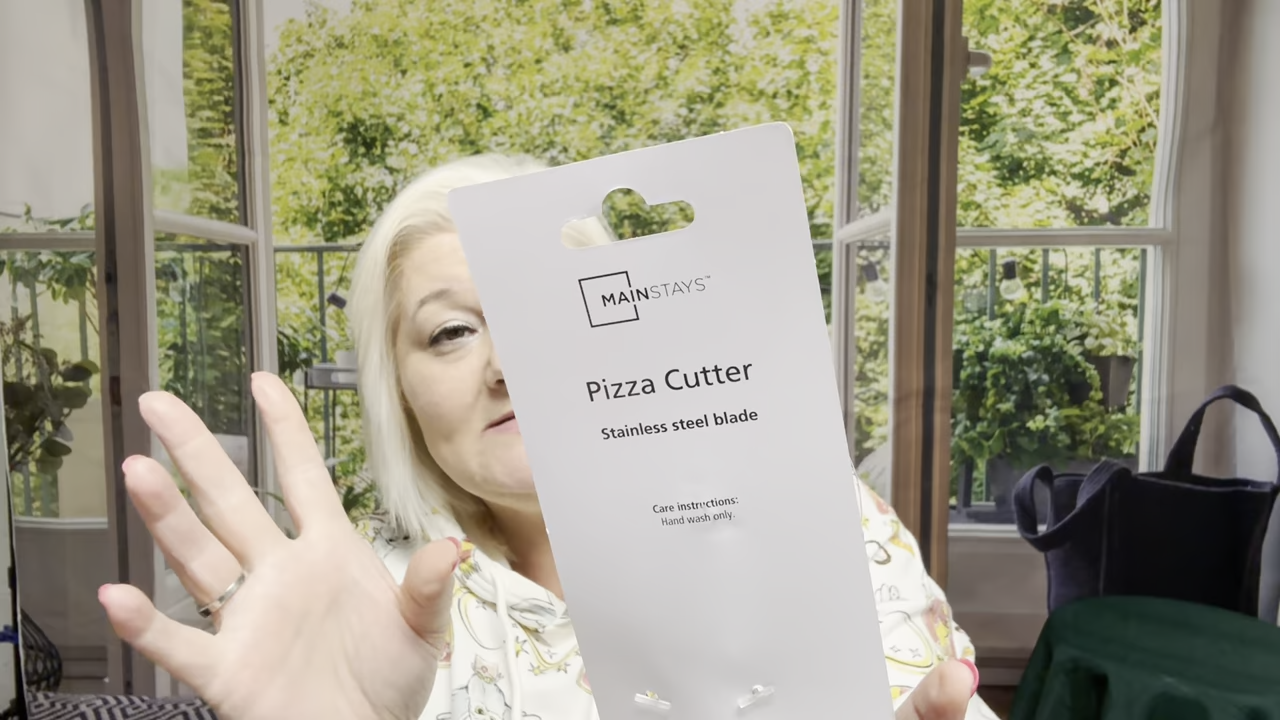 MAINSTAYS™
Pizza Cutter
Stainless steel blade
Care instructions:
Hand wash only.